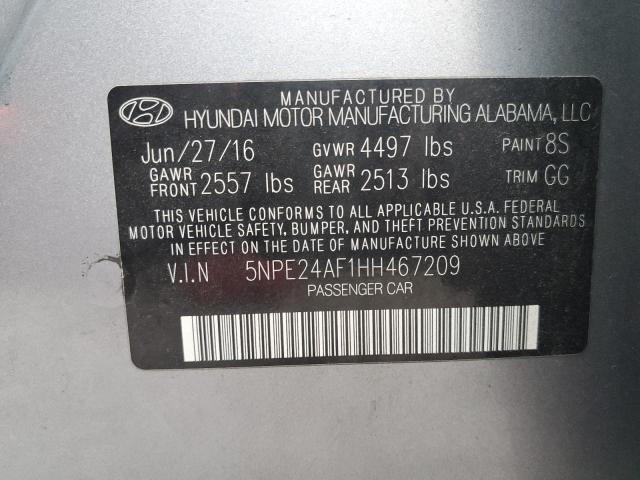 MANUFACTURED BY
HYUNDAI MOTOR MANUFACTURING ALABAMA, LLC
Jun/27/16 GVWR 4497 lbs PAINT 8S
GAWR FRONT 2557 lbs GAWR REAR 2513 lbs TRIM GG
THIS VEHICLE CONFORMS TO ALL APPLICABLE U.S.A. FEDERAL
MOTOR VEHICLE SAFETY, BUMPER, AND THEFT PREVENTION STANDARDS
IN EFFECT ON THE DATE OF MANUFACTURE SHOWN ABOVE.
V.I.N 5NPE24AF1HH467209
PASSENGER CAR